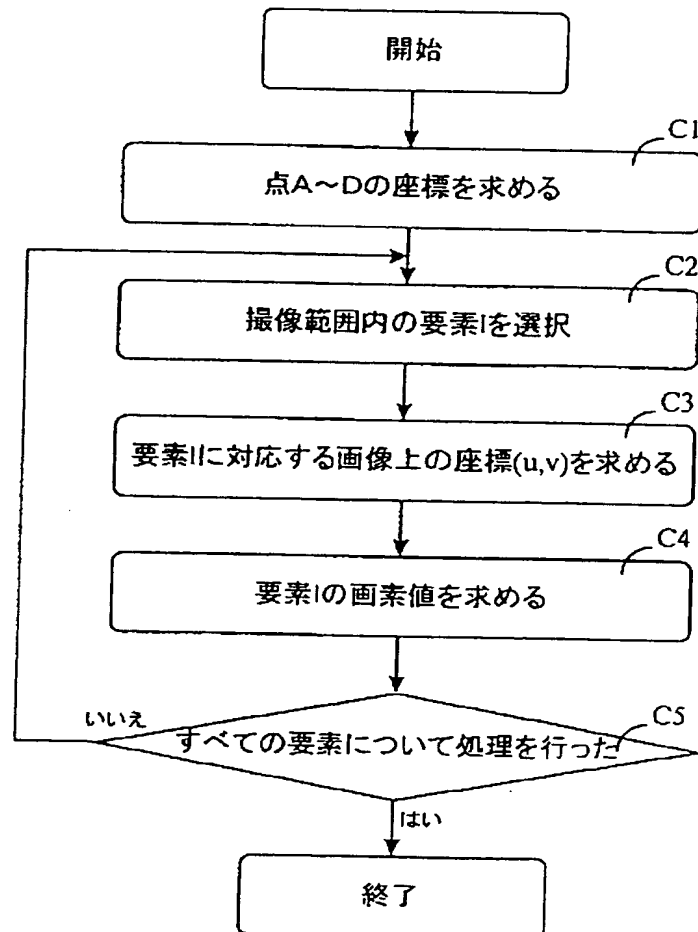 開始
C1
点A～Dの座標を求める
C2
撮像範囲内の要素Iを選択
C3
要素IIに対応する画像上の座標(u,v)を求める
C4
要素Iの画素値を求める
C5
すべての要素について処理を行った
いいえ
はい
終了